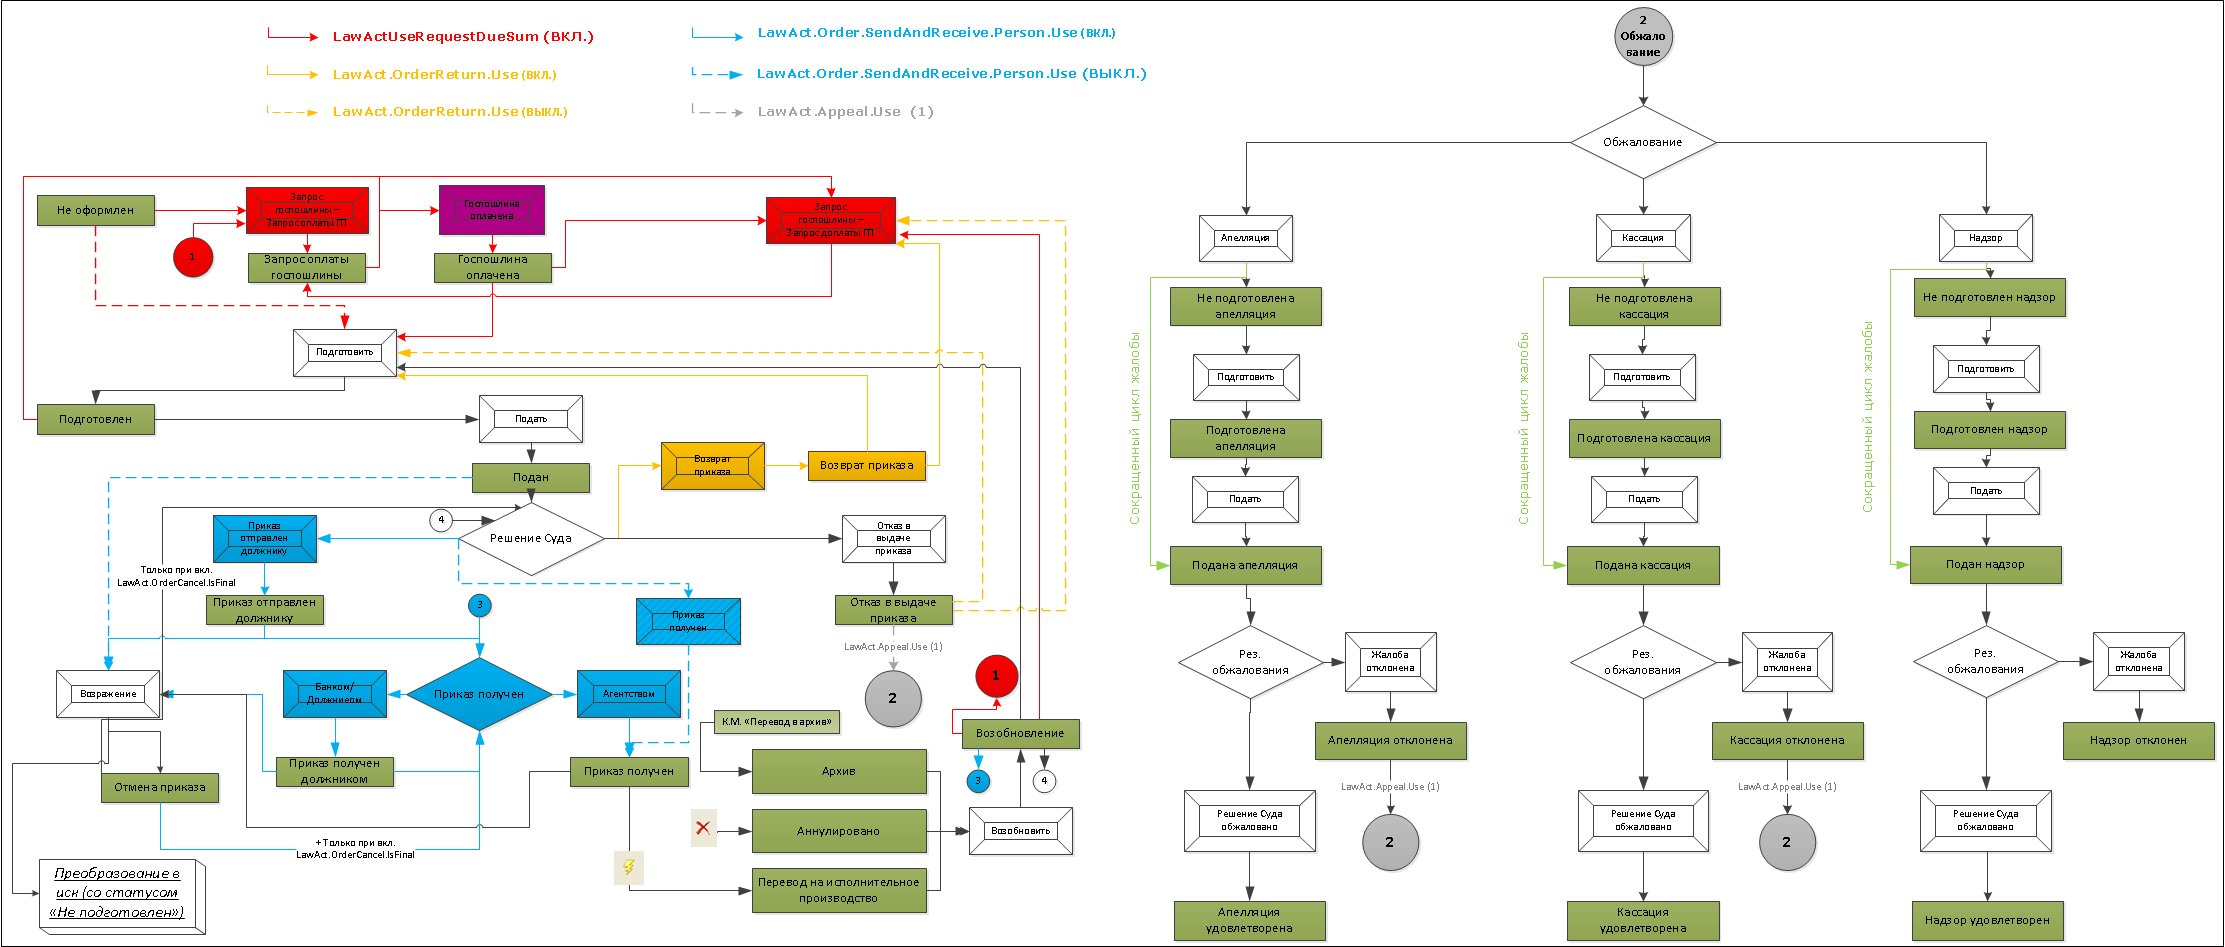 LawActUseRequestDueSum (ВКЛ.)
LawAct.OrderReturn.Use (ВКЛ.)
LawAct.OrderReturn.Use (ВЫКЛ.)
LawAct.Order.SendAndReceive.Person.Use (ВКЛ.)
LawAct.Order.SendAndReceive.Person.Use (ВЫКЛ.)
LawAct.Appeal.Use (1)
Не оформлен
Запрос
госпошлины –
Запрос оплаты ГП
1
Запрос оплаты
госпошлины
Госпошлина
оплачена
Госпошлина
оплачена
Запрос
госпошлины –
Запрос доплаты ГП
Подготовить
Подготовлен
Подать
Подан
4
Решение Суда
Возврат
приказа
Возврат приказа
Приказ
отправлен
должнику
Только при вкл.
LawAct.OrderCancel.IsFinal
Приказ отправлен
должнику
3
Приказ
получен
Отказ в
выдаче
приказа
Отказ в выдаче
приказа
LawAct.Appeal.Use (1)
2
Возражение
Банком/
Должником
Приказ получен
Агентством
Приказ получен
должником
Приказ получен
Отмена приказа
+ Только при вкл.
LawAct.OrderCancel.IsFinal
Преобразование в
иск (со статусом
«Не подготовлен»)
К.М. «Перевод в архив»
Архив
Аннулировано
Перевод на исполнительное
производство
1
Возобновление
3
4
Возобновить
2
Обжало
вание
Обжалование
Апелляция
Не подготовлена
апелляция
Подготовить
Подготовлена
апелляция
Подать
Подана апелляция
Сокращенный цикл жалобы
Рез.
обжалования
Жалоба
отклонена
Апелляция отклонена
LawAct.Appeal.Use (1)
2
Решение Суда
обжаловано
Апелляция
удовлетворена
Кассация
Не подготовлена
кассация
Подготовить
Подготовлена кассация
Подать
Подана кассация
Сокращенный цикл жалобы
Рез.
обжалования
Жалоба
отклонена
Кассация отклонена
LawAct.Appeal.Use (1)
2
Решение Суда
обжаловано
Кассация
удовлетворена
Надзор
Не подготовлен надзор
Подготовить
Подготовлен надзор
Подать
Подан надзор
Сокращенный цикл жалобы
Рез.
обжалования
Жалоба
отклонена
Надзор отклонен
Решение Суда
обжаловано
Надзор удовлетворен